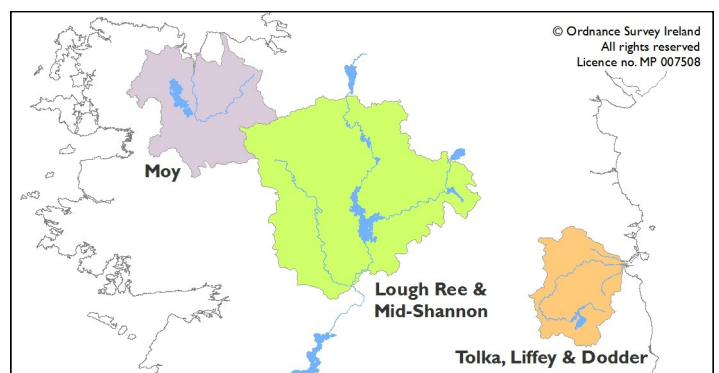 © Ordnance Survey Ireland
All rights reserved
Licence no. MP 007508
Moy
Lough Ree &
Mid-Shannon
Tolka, Liffey & Dodder